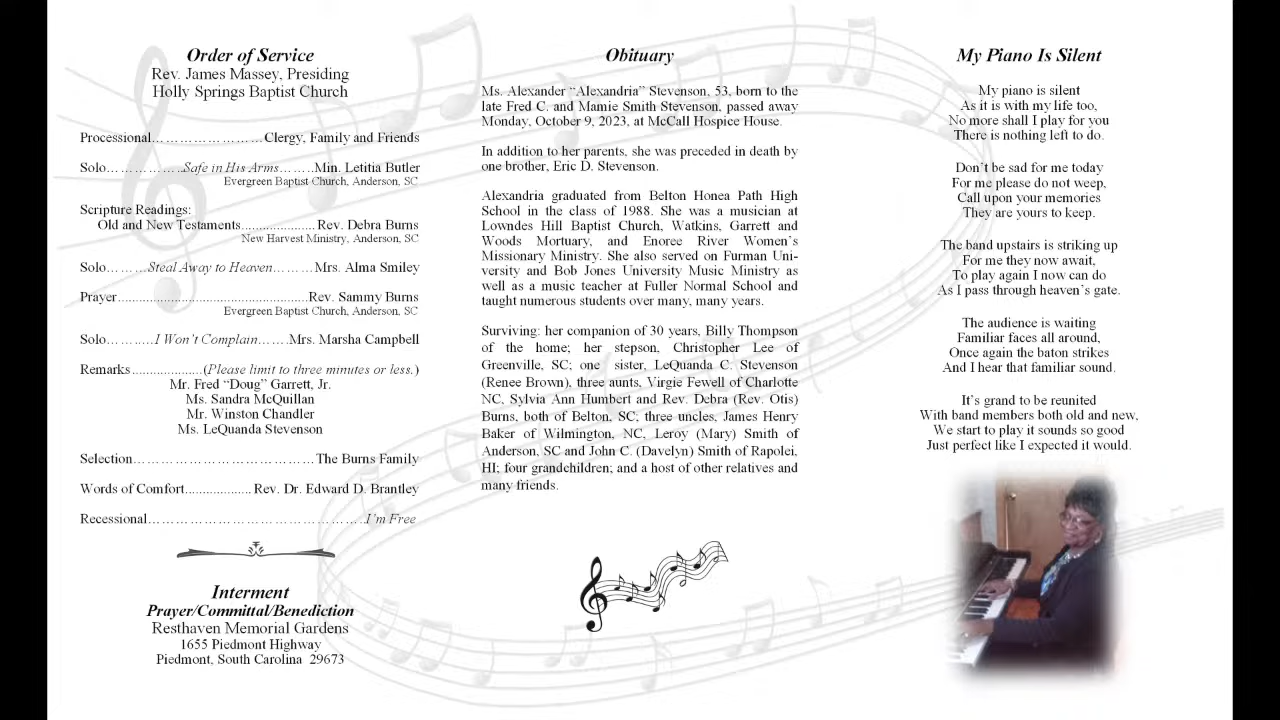 Order of Service
Rev. James Massey, Presiding
Holly Springs Baptist Church
Processional…………………….Clergy, Family and Friends
Solo……………..Safe in His Arms……..Min. Letitia Butler
Evergreen Baptist Church, Anderson, SC
Scripture Readings:
Old and New Testaments......................Rev. Debra Burns
New Harvest Ministry, Anderson, SC
Solo………Steal Away to Heaven………Mrs. Alma Smiley
Prayer.........................................................Rev. Sammy Burns
Evergreen Baptist Church, Anderson, SC
Solo………..I Won’t Complain…….Mrs. Marsha Campbell
Remarks.....................(Please limit to three minutes or less.)
Mr. Fred “Doug” Garrett, Jr.
Ms. Sandra McQuillan
Mr. Winston Chandler
Ms. LeQuanda Stevenson
Selection…………………………………The Burns Family
Words of Comfort.................... Rev. Dr. Edward D. Brantley
Recessional………………………………………..I’m Free
Interment
Prayer/Committal/Benediction
Resthaven Memorial Gardens
1655 Piedmont Highway
Piedmont, South Carolina 29673
Obituary
Ms. Alexander “Alexandria” Stevenson, 53, born to the
late Fred C. and Mamie Smith Stevenson, passed away
Monday, October 9, 2023, at McCall Hospice House.
In addition to her parents, she was preceded in death by
one brother, Eric D. Stevenson.
Alexandria graduated from Belton Honea Path High
School in the class of 1988. She was a musician at
Lowndes Hill Baptist Church, Watkins, Garrett and
Woods Mortuary, and Enoree River Women’s
Missionary Ministry. She also served on Furman Uni-
versity and Bob Jones University Music Ministry as
well as a music teacher at Fuller Normal School and
taught numerous students over many, many years.
Surviving: her companion of 30 years, Billy Thompson
of the home; her stepson, Christopher Lee of
Greenville, SC; one sister, LeQuanda C. Stevenson
(Renee Brown), three aunts, Virgie Fewell of Charlotte
NC, Sylvia Ann Humbert and Rev. Debra (Rev. Otis)
Burns, both of Belton, SC; three uncles, James Henry
Baker of Wilmington, NC, Leroy (Mary) Smith of
Anderson, SC and John C. (Davelyn) Smith of Rapolei,
HI; four grandchildren; and a host of other relatives and
many friends.
My Piano Is Silent
My piano is silent
As it is with my life too,
No more shall I play for you
There is nothing left to do.
Don’t be sad for me today
For me please do not weep,
Call upon your memories
They are yours to keep.
The band upstairs is striking up
For me they now await,
To play again I now can do
As I pass through heaven’s gate.
The audience is waiting
Familiar faces all around,
Once again the baton strikes
And I hear that familiar sound.
It’s grand to be reunited
With band members both old and new,
We start to play it sounds so good
Just perfect like I expected it would.